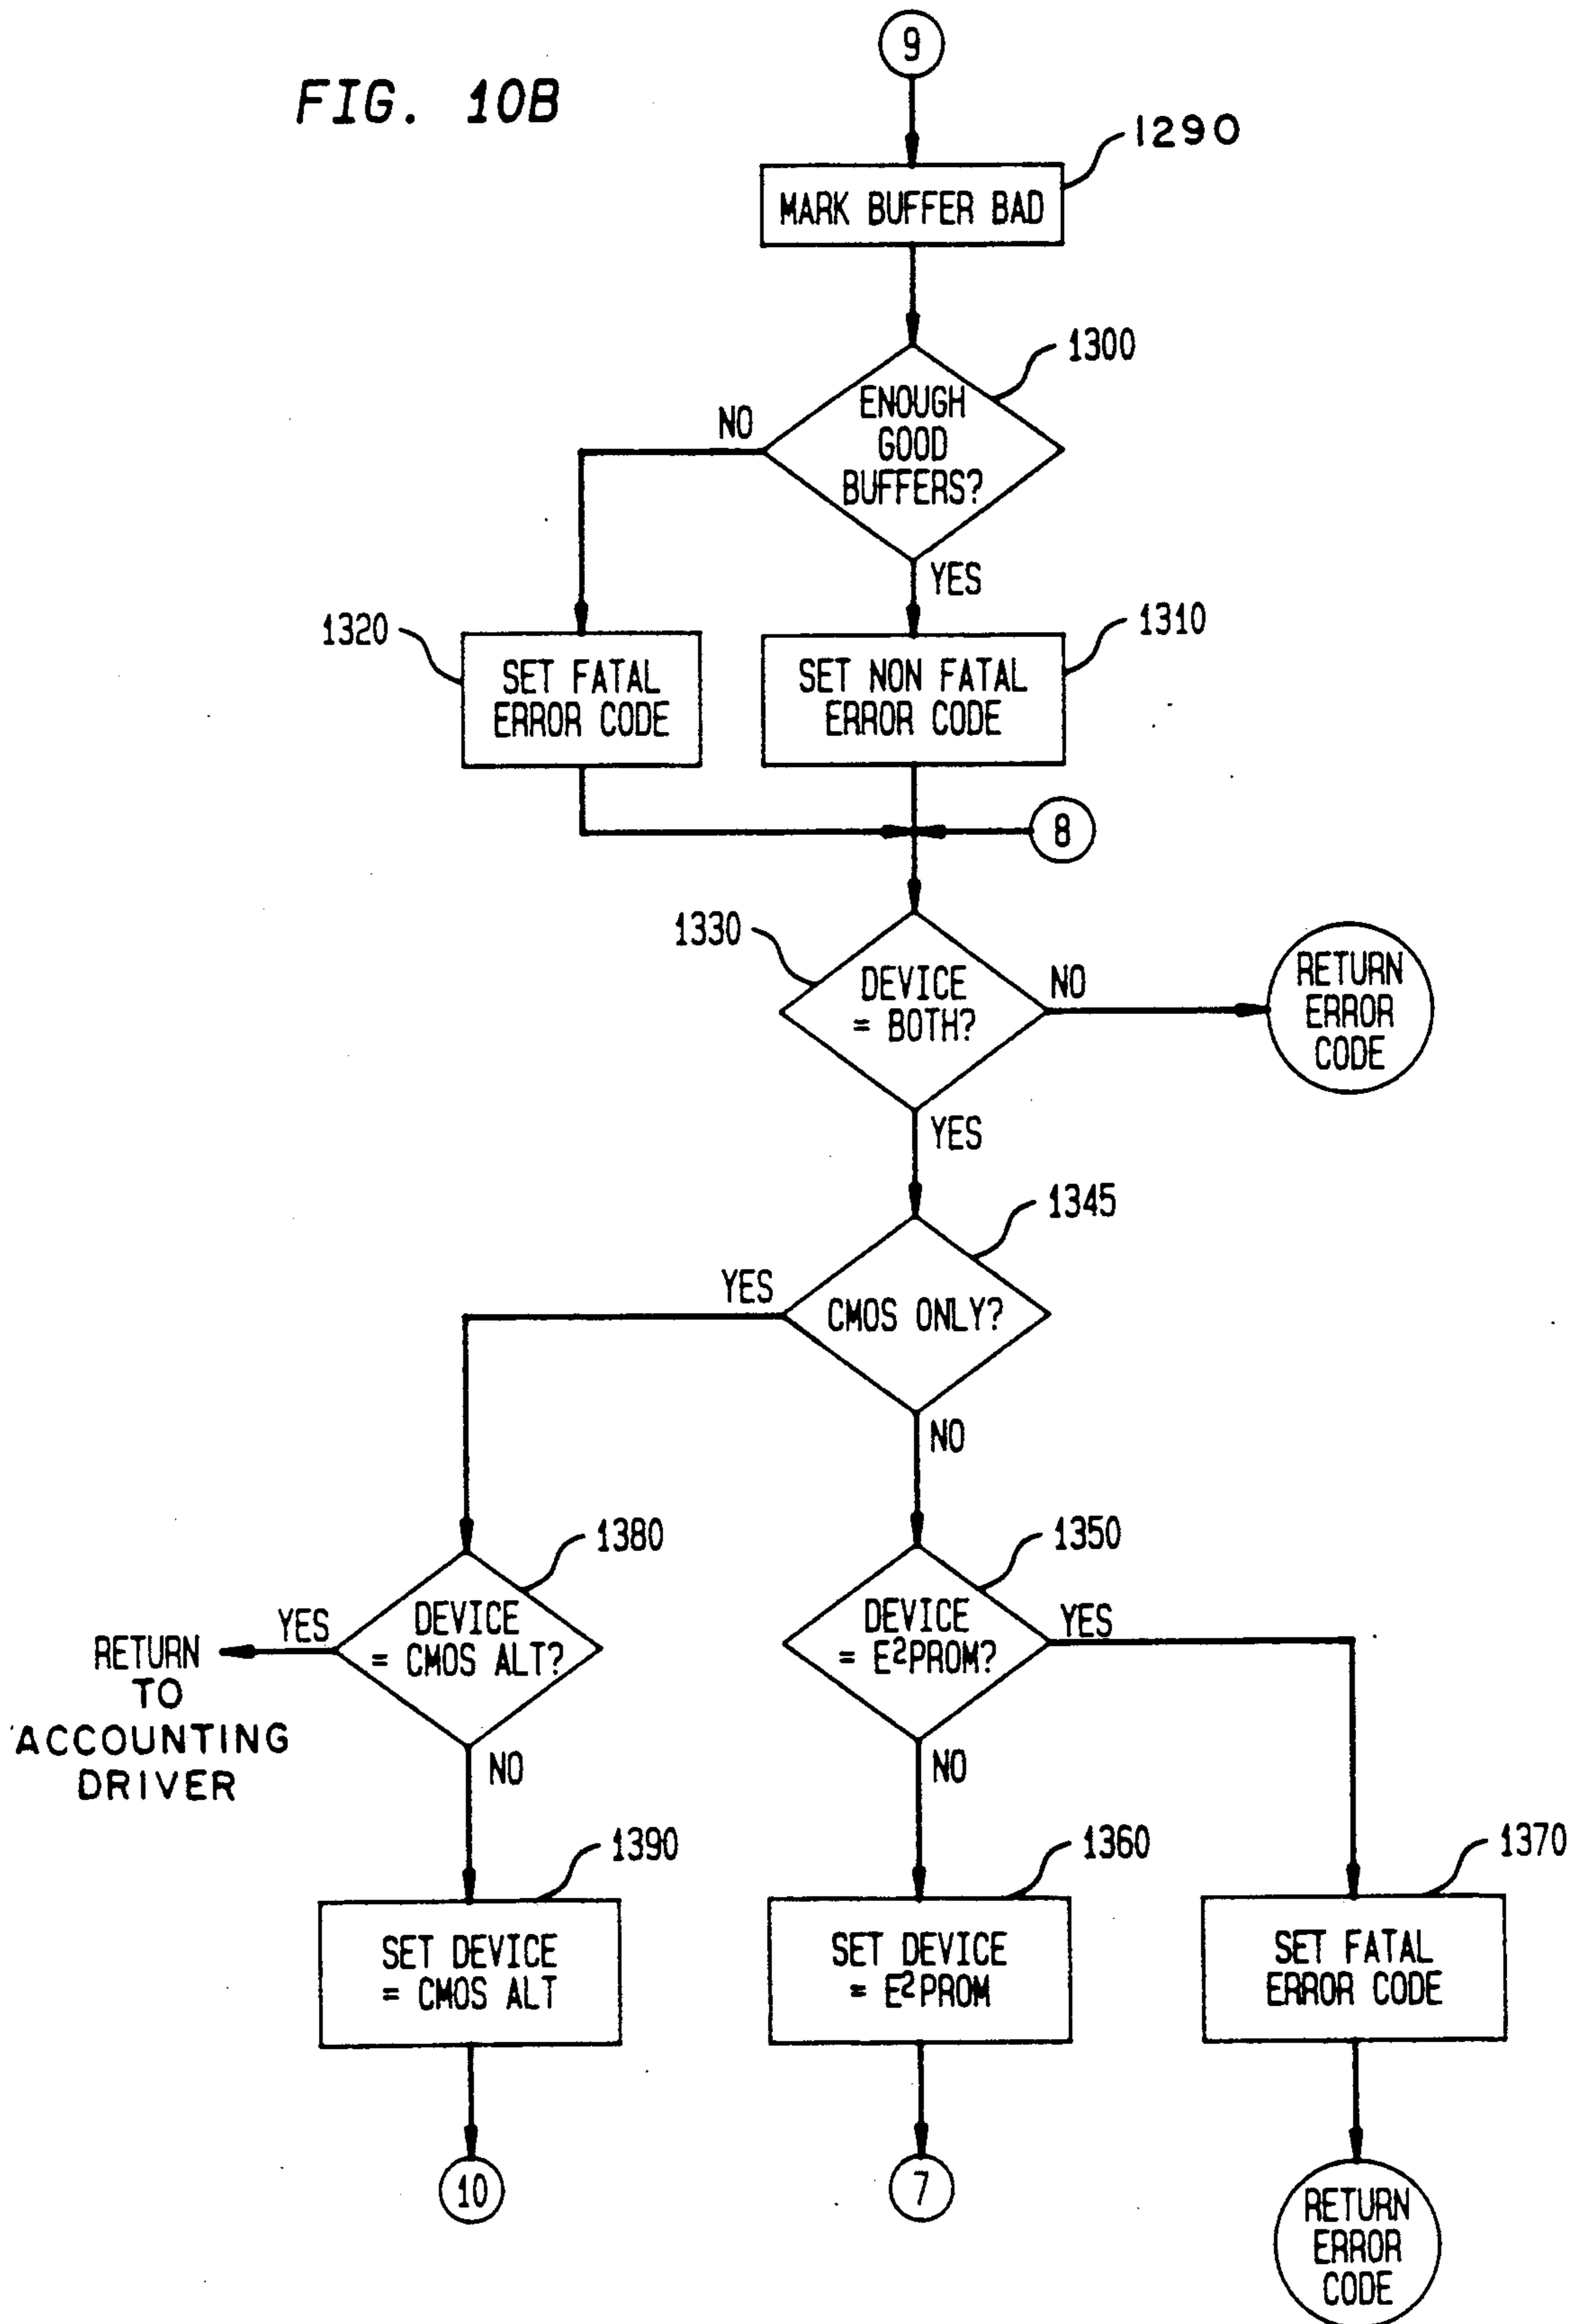 9
FIG. 10B
1290
MARK BUFFER BAD
1300
ENOUGH
GOOD
BUFFERS?
NO
YES
1320
SET FATAL
ERROR CODE
1310
SET NON FATAL
ERROR CODE
8
1330
DEVICE
= BOTH?
NO
RETURN
ERROR
CODE
YES
1345
CMOS ONLY?
YES
NO
1380
DEVICE
= CMOS ALT?
YES
RETURN
TO
ACCOUNTING
DRIVER
NO
1350
DEVICE
= E²PROM?
YES
NO
1390
SET DEVICE
= CMOS ALT
1360
SET DEVICE
= E²PROM
1370
SET FATAL
ERROR CODE
10
7
RETURN
ERROR
CODE